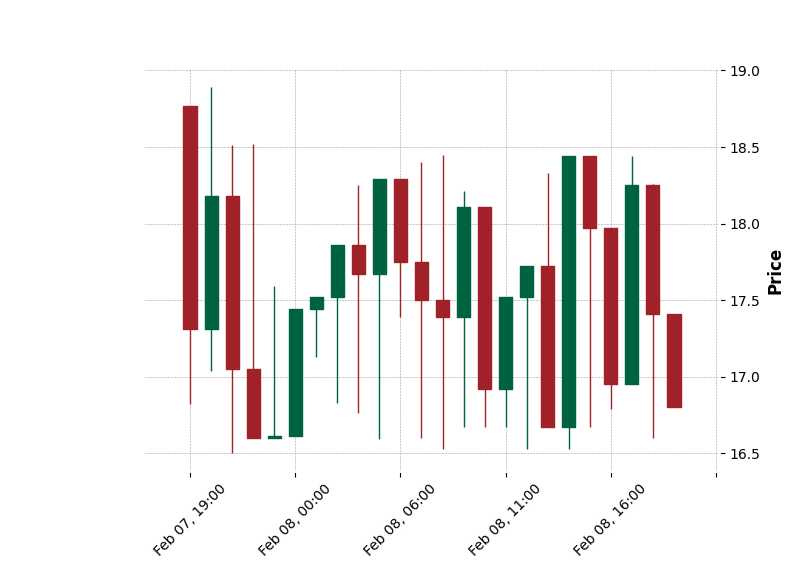 19.0
18.5
18.0
17.5
17.0
16.5
Price
Feb 07, 19:00
Feb 08, 00:00
Feb 08, 06:00
Feb 08, 11:00
Feb 08, 16:00